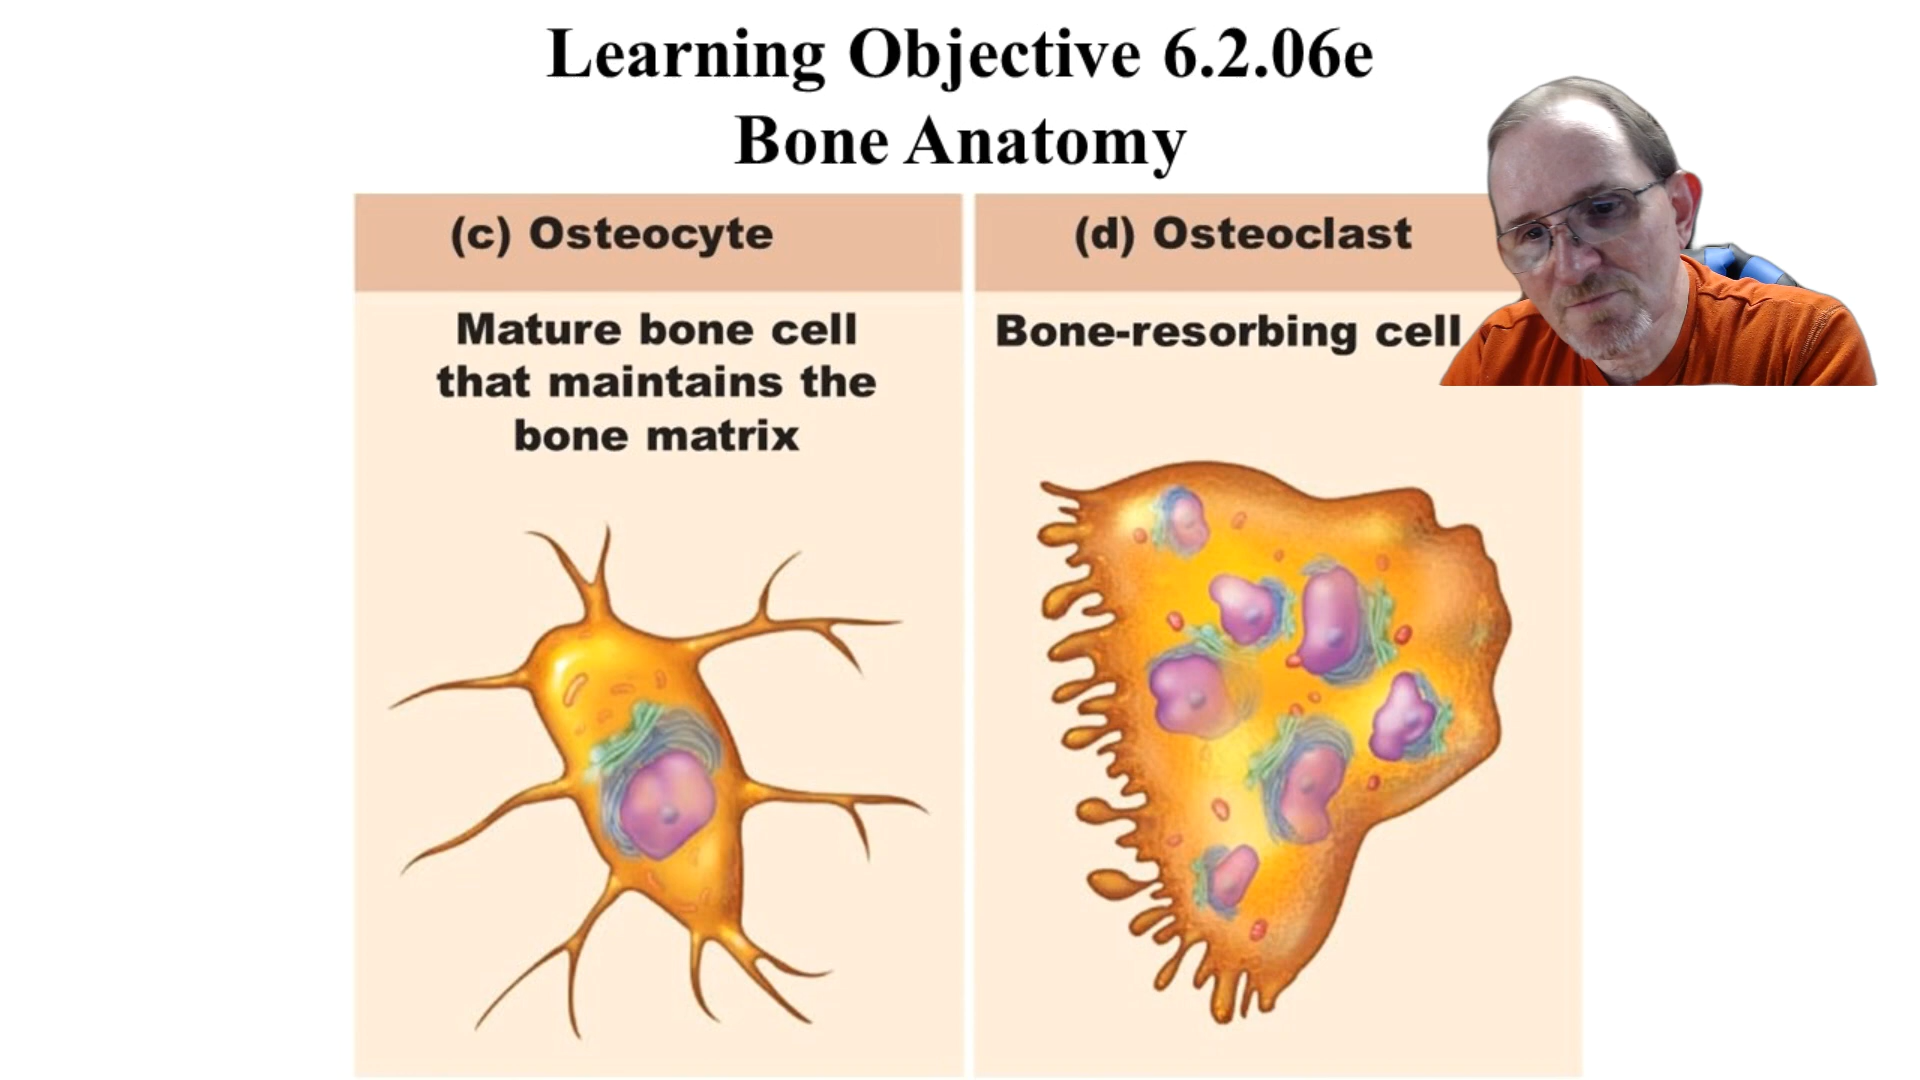 Learning Objective 6.2.06e
Bone Anatomy
(c) Osteocyte
Mature bone cell
that maintains the
bone matrix
(d) Osteoclast
Bone-resorbing cell